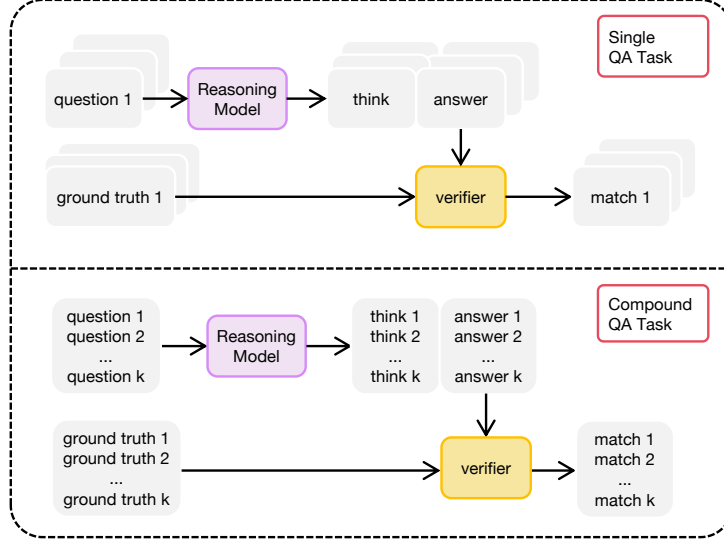 Single
QA Task
question 1
Reasoning
Model
think
answer
ground truth 1
verifier
match 1
Compound
QA Task
question 1
question 2
...
question k
Reasoning
Model
think 1
think 2
...
think k
answer 1
answer 2
...
answer k
ground truth 1
ground truth 2
...
ground truth k
verifier
match 1
match 2
...
match k